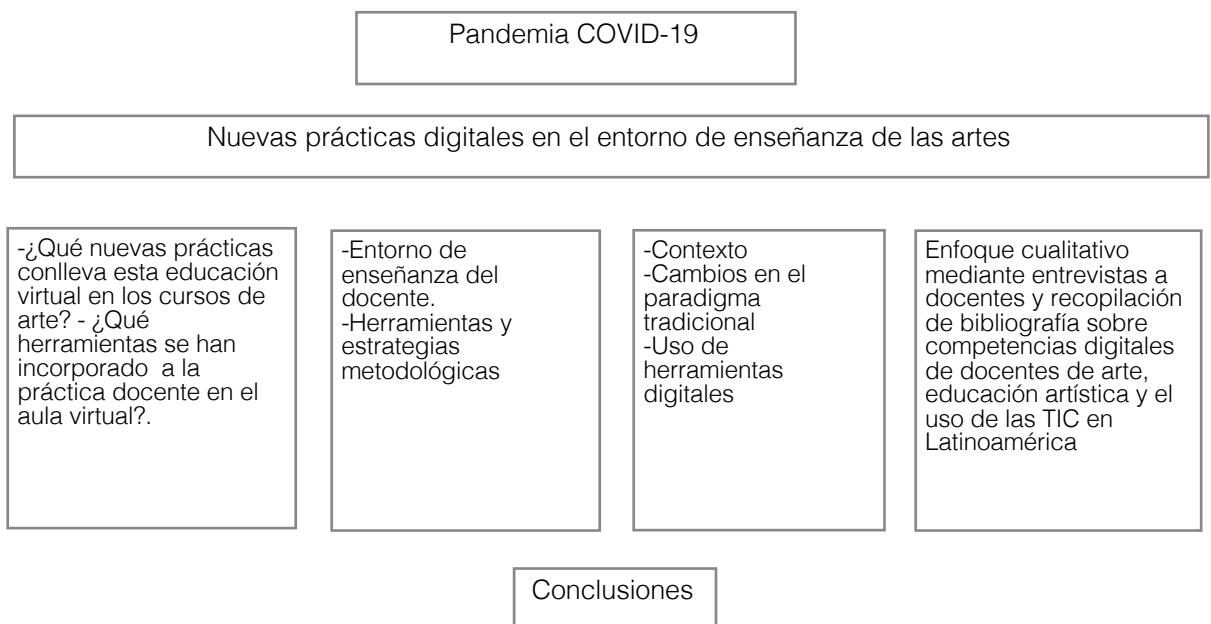 Pandemia COVID-19
Nuevas prácticas digitales en el entorno de enseñanza de las artes
-¿Qué nuevas prácticas
conlleva esta educación
virtual en los cursos de
arte? - ¿Qué
herramientas se han
incorporado a la
práctica docente en el
aula virtual?.
-Entorno de
enseñanza del
docente.
-Herramientas y
estrategias
metodológicas
-Contexto
-Cambios en el
paradigma
tradicional
-Uso de
herramientas
digitales
Enfoque cualitativo
mediante entrevistas a
docentes y recopilación
de bibliografía sobre
competencias digitales
de docentes de arte,
educación artística y el
uso de las TIC en
Latinoamérica
Conclusiones